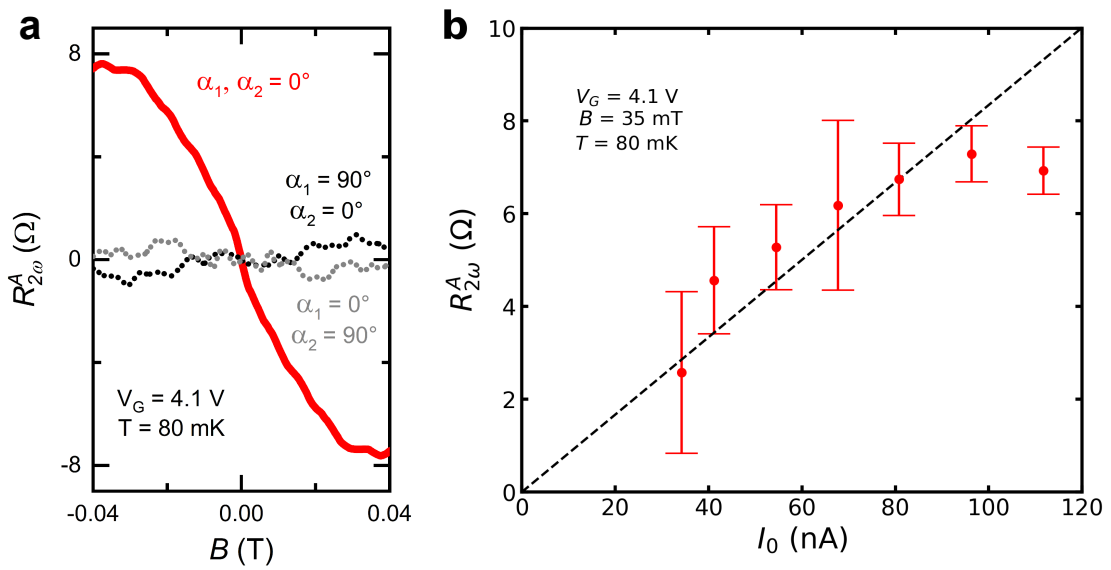 a
8
0
-8
-0.04
0.00
0.04
B (T)
R^A_2ω (Ω)
α1, α2 = 0°
α1 = 90°
α2 = 0°
α1 = 0°
α2 = 90°
VG = 4.1 V
T = 80 mK
b
10
8
6
4
2
0
0
20
40
60
80
100
120
I0 (nA)
R^A_2ω (Ω)
VG = 4.1 V
B = 35 mT
T = 80 mK